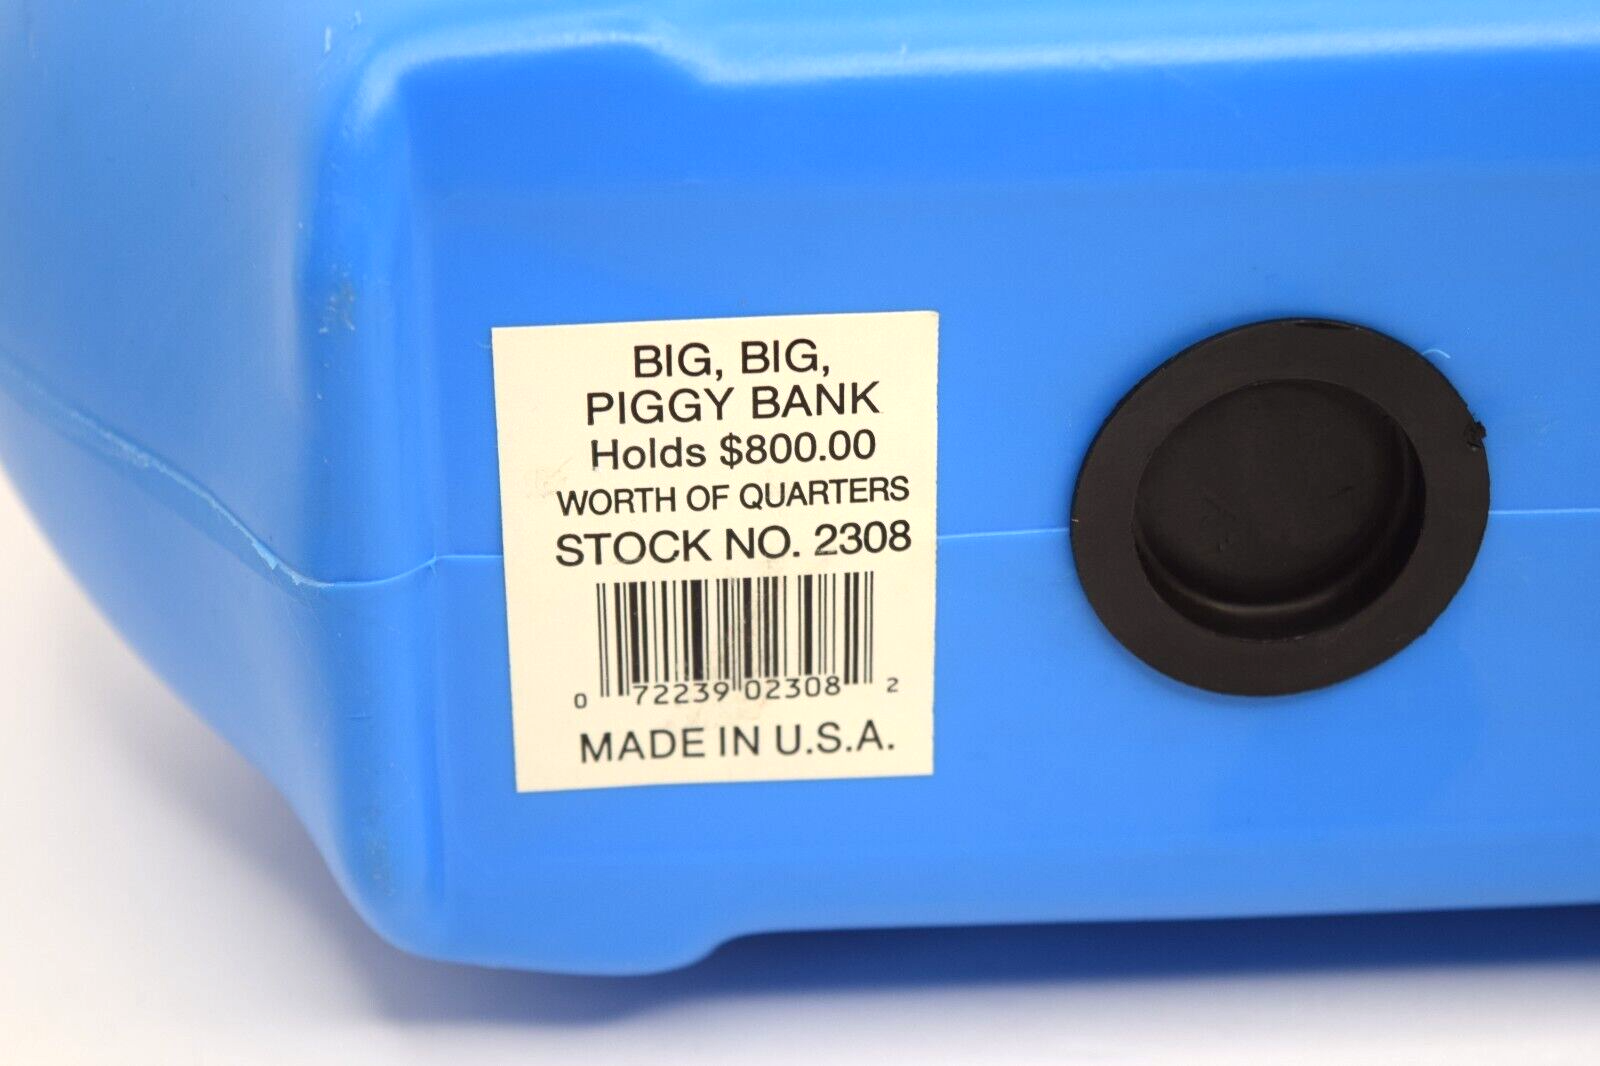 BIG, BIG,
PIGGY BANK
Holds $800.00
WORTH OF QUARTERS
STOCK NO. 2308
0 72239 02308 2
MADE IN U.S.A.